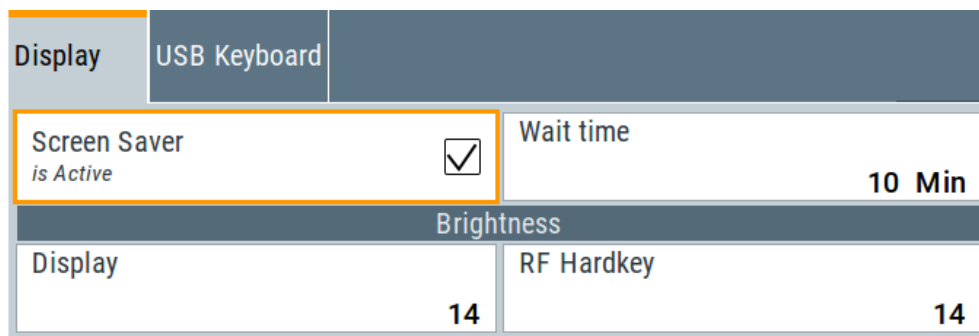 Display USB Keyboard
Screen Saver
is Active
Wait time
10 Min
Brightness
Display
14
RF Hardkey
14